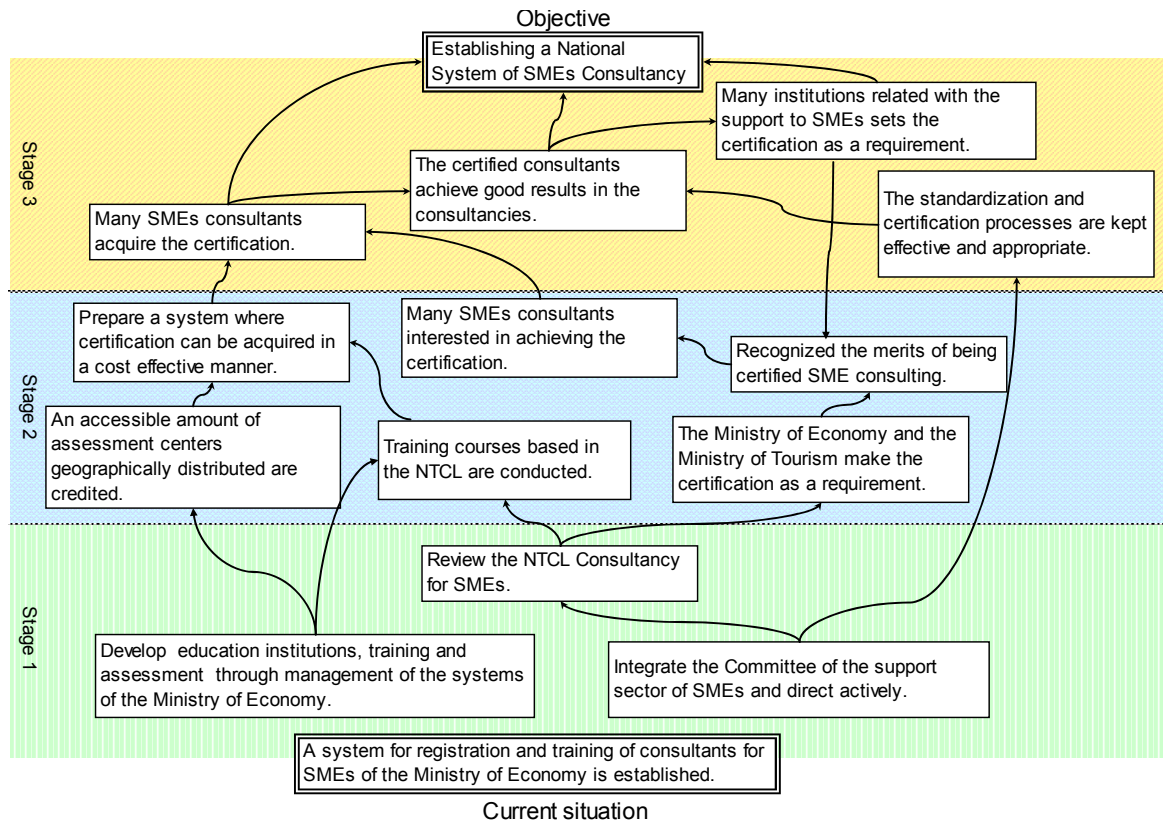 Objective
Establishing a National
System of SMEs Consultancy
Many institutions related with the
support to SMEs sets the
certification as a requirement.
The certified consultants
achieve good results in the
consultancies.
The standardization and
certification processes are kept
effective and appropriate.
Many SMEs consultants
acquire the certification.
Stage 3
Prepare a system where
certification can be acquired in
a cost effective manner.
Many SMEs consultants
interested in achieving the
certification.
Recognized the merits of being
certified SME consulting.
An accessible amount of
assessment centers
geographically distributed are
credited.
Training courses based in
the NTCL are conducted.
The Ministry of Economy and the
Ministry of Tourism make the
certification as a requirement.
Stage 2
Review the NTCL Consultancy
for SMEs.
Develop education institutions, training and
assessment through management of the systems
of the Ministry of Economy.
Integrate the Committee of the support
sector of SMEs and direct actively.
Stage 1
A system for registration and training of consultants for
SMEs of the Ministry of Economy is established.
Current situation